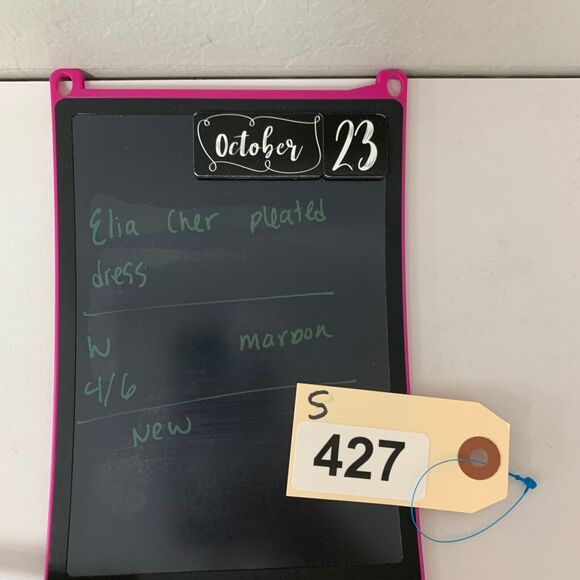 October 23
Elia Cher pleated
dress
W maroon
4/6
New
S
427